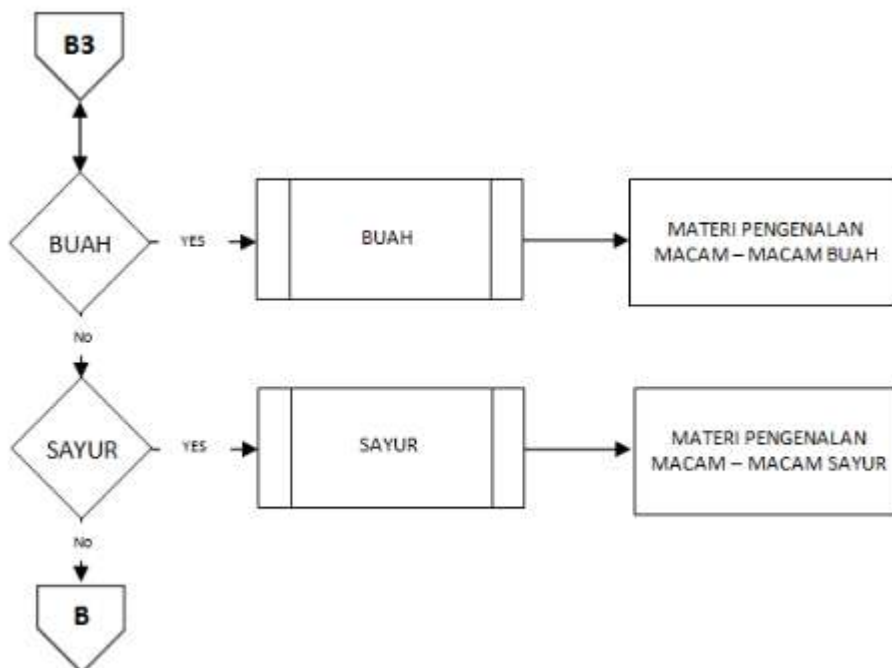 B3
BUAH
YES
BUAH
MATERI PENGENALAN
MACAM – MACAM BUAH
No
SAYUR
YES
SAYUR
MATERI PENGENALAN
MACAM – MACAM SAYUR
No
B